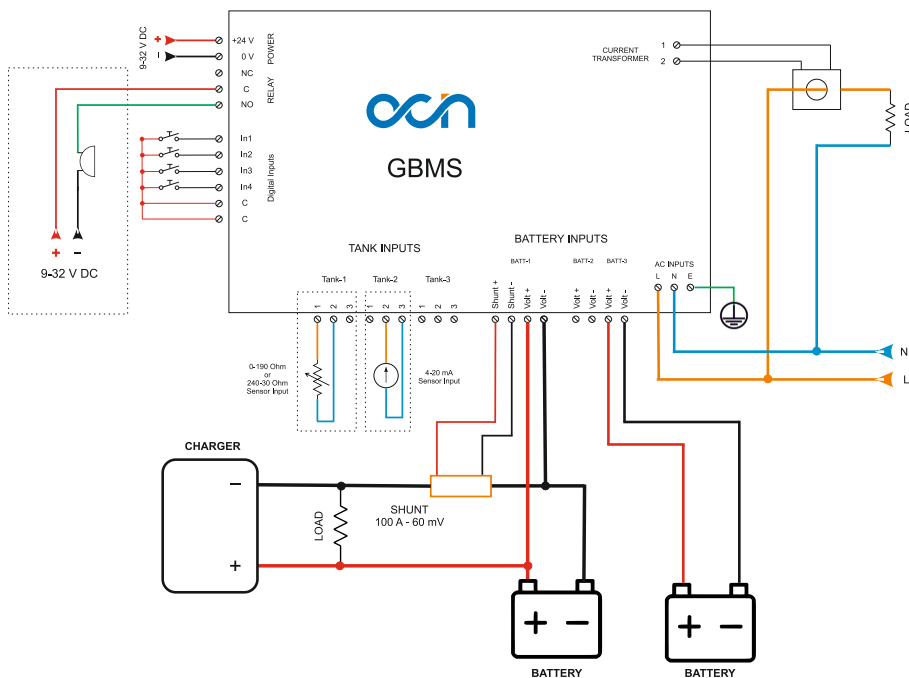 9-32 V DC
+
−
+24 V
0 V
NC
C
NO
POWER
RELAY
In1
In2
In3
In4
C
C
Digital Inputs
+
−
9-32 V DC
ocin
GBMS
CURRENT
TRANSFORMER
1
2
LOAD
TANK INPUTS
Tank-1
Tank-2
Tank-3
1
2
3
1
2
3
1
2
3
BATTERY INPUTS
BATT-1
BATT-2
BATT-3
Shunt +
Shunt -
Volt +
Volt -
Volt +
Volt -
Volt +
Volt -
AC INPUTS
L
N
E
N
L
0-190 Ohm
or
240-30 Ohm
Sensor Input
4-20 mA
Sensor Input
CHARGER
−
+
LOAD
SHUNT
100 A - 60 mV
+
−
BATTERY
+
−
BATTERY